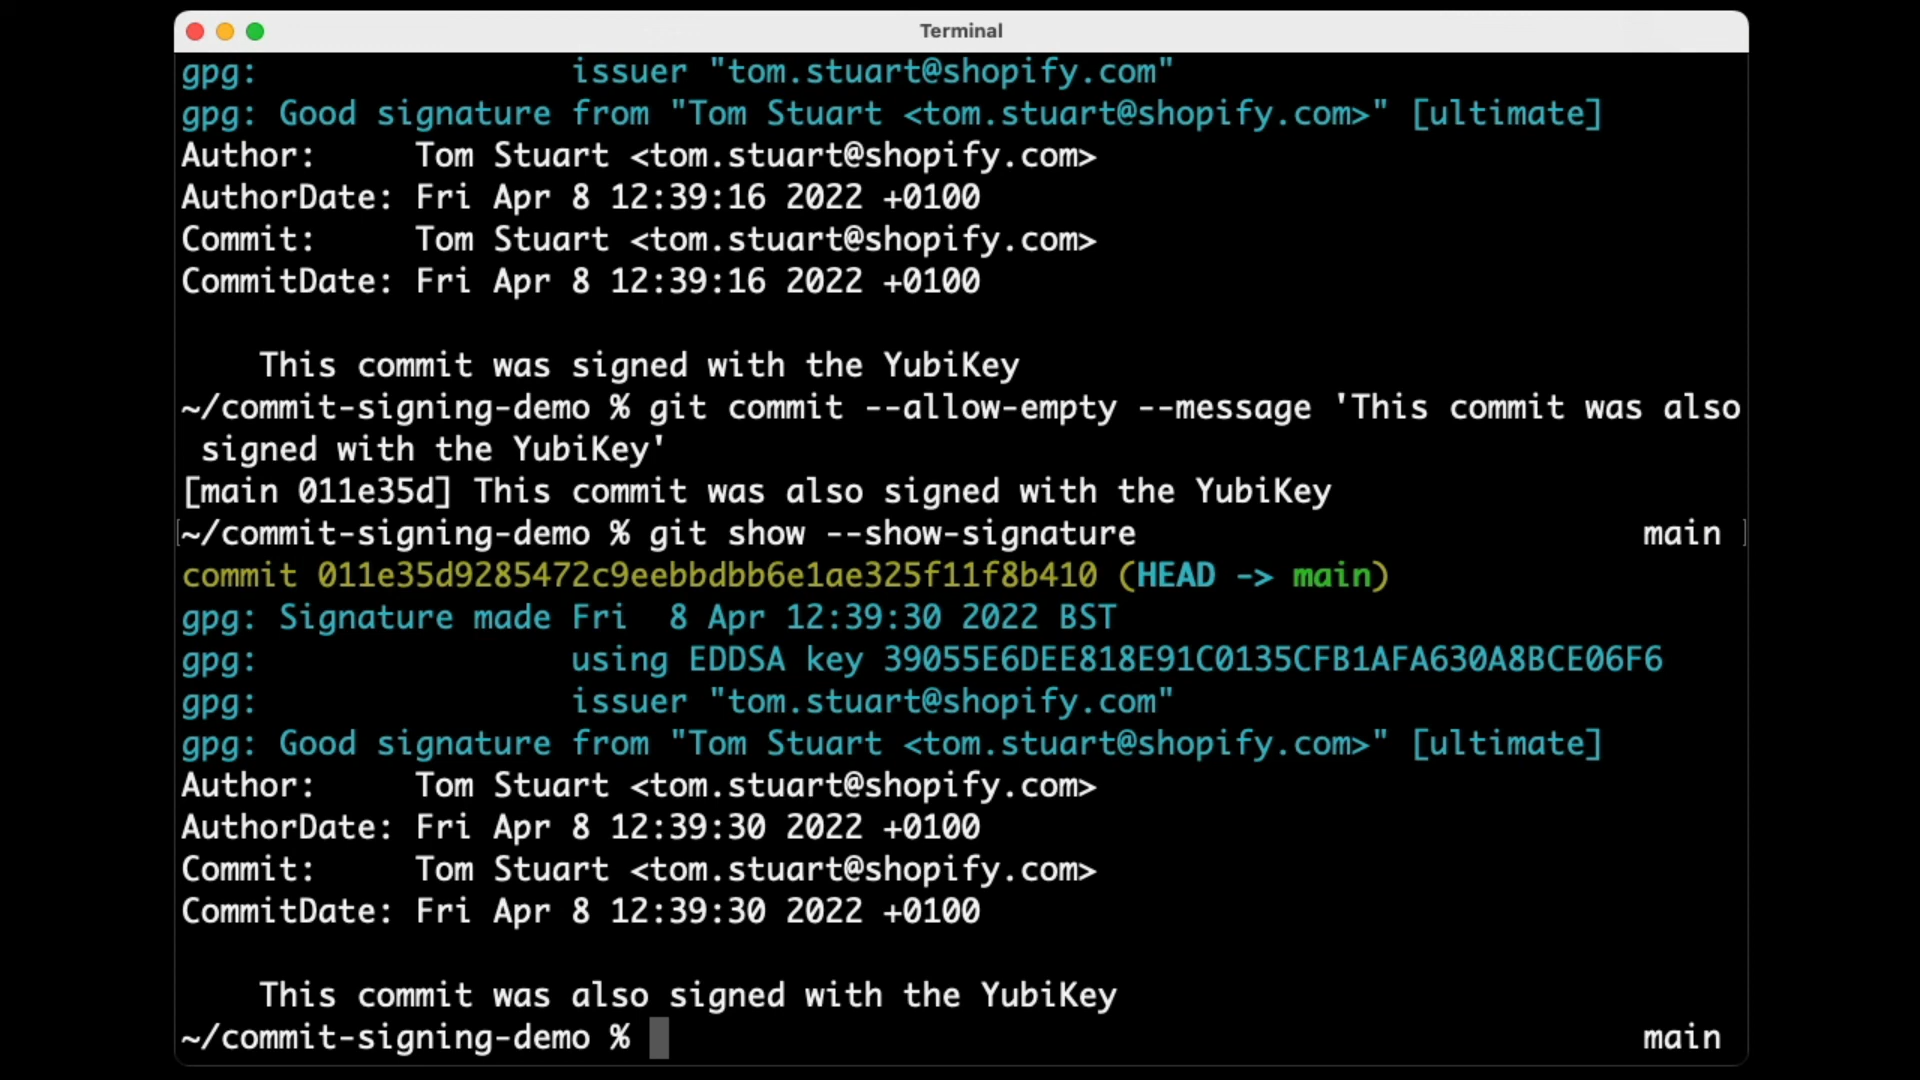 Terminal
gpg:                issuer "tom.stuart@shopify.com"
gpg: Good signature from "Tom Stuart <tom.stuart@shopify.com>" [ultimate]
Author:     Tom Stuart <tom.stuart@shopify.com>
AuthorDate: Fri Apr 8 12:39:16 2022 +0100
Commit:     Tom Stuart <tom.stuart@shopify.com>
CommitDate: Fri Apr 8 12:39:16 2022 +0100
    This commit was signed with the YubiKey
~/commit-signing-demo % git commit --allow-empty --message 'This commit was also
 signed with the YubiKey'
[main 011e35d] This commit was also signed with the YubiKey
~/commit-signing-demo % git show --show-signature                          main
commit 011e35d9285472c9eebbdbb6e1ae325f11f8b410 (HEAD -> main)
gpg: Signature made Fri  8 Apr 12:39:30 2022 BST
gpg:                using EDDSA key 39055E6DEE818E91C0135CFB1AFA630A8BCE06F6
gpg:                issuer "tom.stuart@shopify.com"
gpg: Good signature from "Tom Stuart <tom.stuart@shopify.com>" [ultimate]
Author:     Tom Stuart <tom.stuart@shopify.com>
AuthorDate: Fri Apr 8 12:39:30 2022 +0100
Commit:     Tom Stuart <tom.stuart@shopify.com>
CommitDate: Fri Apr 8 12:39:30 2022 +0100
    This commit was also signed with the YubiKey
~/commit-signing-demo %                                                    main